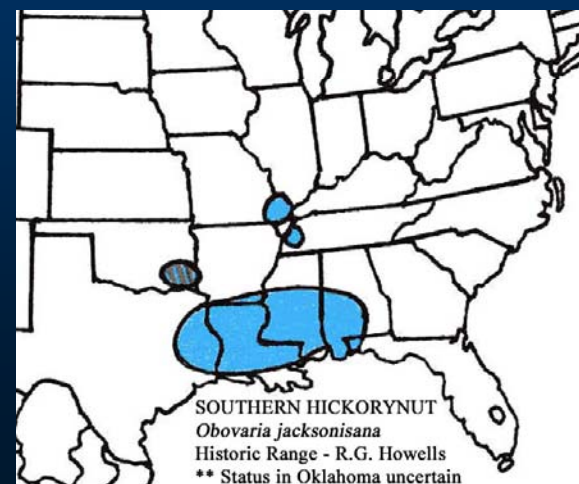 SOUTHERN HICKORYNUT
Obovaria jacksonisana
Historic Range - R.G. Howells
** Status in Oklahoma uncertain